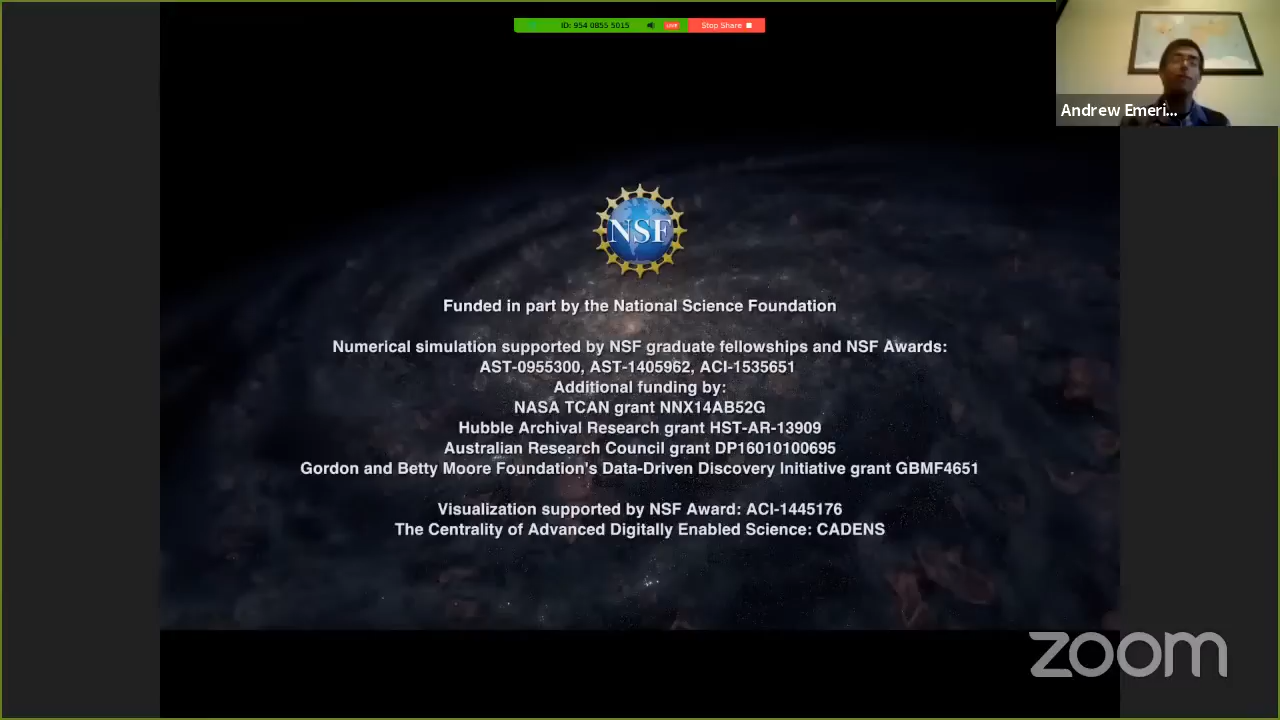 ID: 954 0855 5015
LIVE
Stop Share
Andrew Emeri...
NSF
Funded in part by the National Science Foundation
Numerical simulation supported by NSF graduate fellowships and NSF Awards:
AST-0955300, AST-1405962, ACI-1535651
Additional funding by:
NASA TCAN grant NNX14AB52G
Hubble Archival Research grant HST-AR-13909
Australian Research Council grant DP16010100695
Gordon and Betty Moore Foundation's Data-Driven Discovery Initiative grant GBMF4651
Visualization supported by NSF Award: ACI-1445176
The Centrality of Advanced Digitally Enabled Science: CADENS
zoom